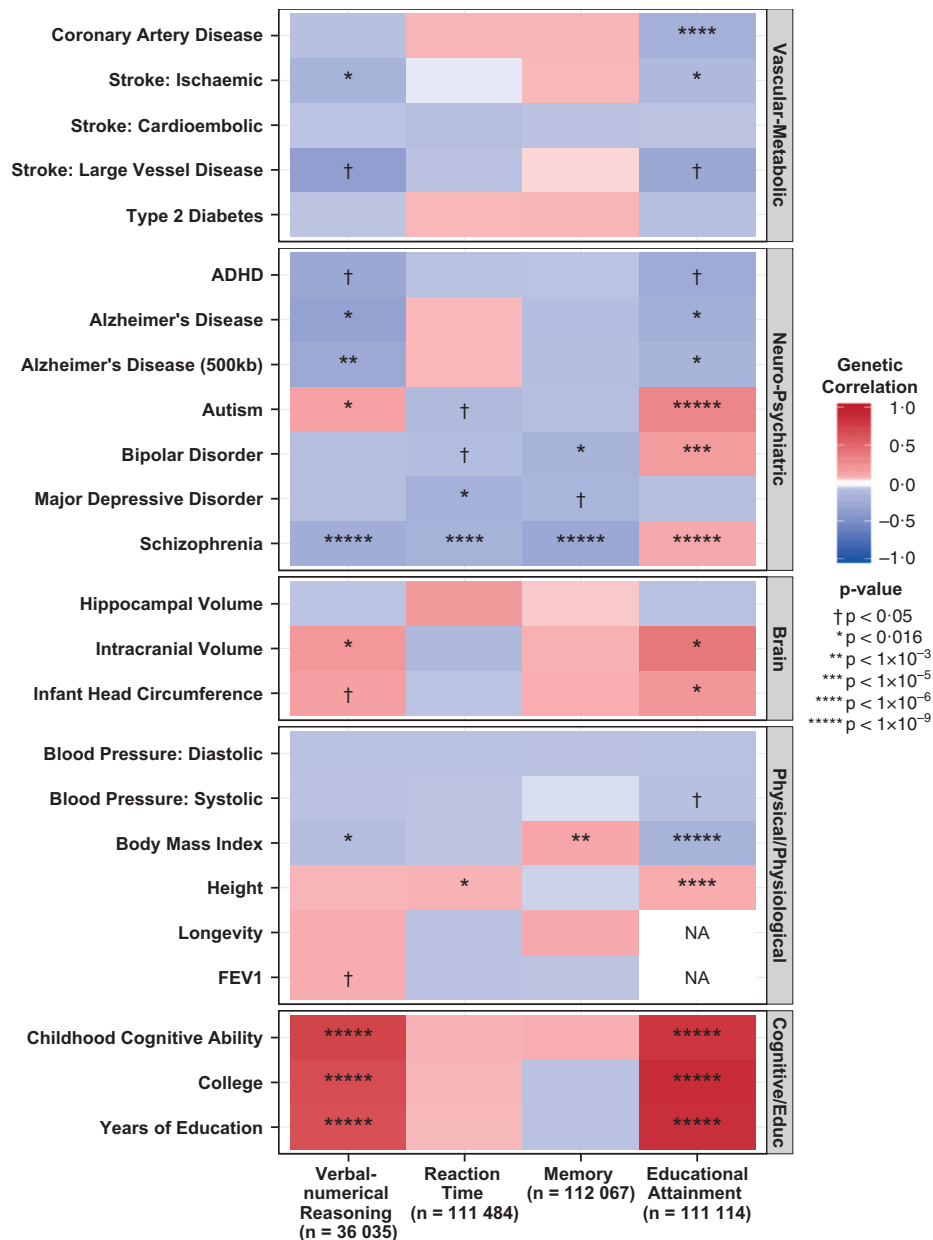 Coronary Artery Disease ****
Stroke: Ischaemic * *
Stroke: Cardioembolic
Stroke: Large Vessel Disease † †
Type 2 Diabetes
Vascular-Metabolic
ADHD † †
Alzheimer's Disease * *
Alzheimer's Disease (500kb) ** *
Autism * † *****
Bipolar Disorder † * ***
Major Depressive Disorder * †
Schizophrenia ***** **** ***** *****
Neuro-Psychiatric
Hippocampal Volume
Intracranial Volume * *
Infant Head Circumference † *
Brain
Blood Pressure: Diastolic
Blood Pressure: Systolic †
Body Mass Index * ** *****
Height * ****
Longevity NA
FEV1 † NA
Physical/Physiological
Childhood Cognitive Ability ***** *****
College ***** *****
Years of Education ***** *****
Cognitive/Educ
Verbal-
numerical
Reasoning
(n = 36 035)
Reaction
Time
(n = 111 484)
Memory
(n = 112 067)
Educational
Attainment
(n = 111 114)
Genetic
Correlation
1·0
0·5
0·0
−0·5
−1·0
p-value
† p < 0·05
* p < 0·016
** p < 1×10⁻³
*** p < 1×10⁻⁵
**** p < 1×10⁻⁶
***** p < 1×10⁻⁹